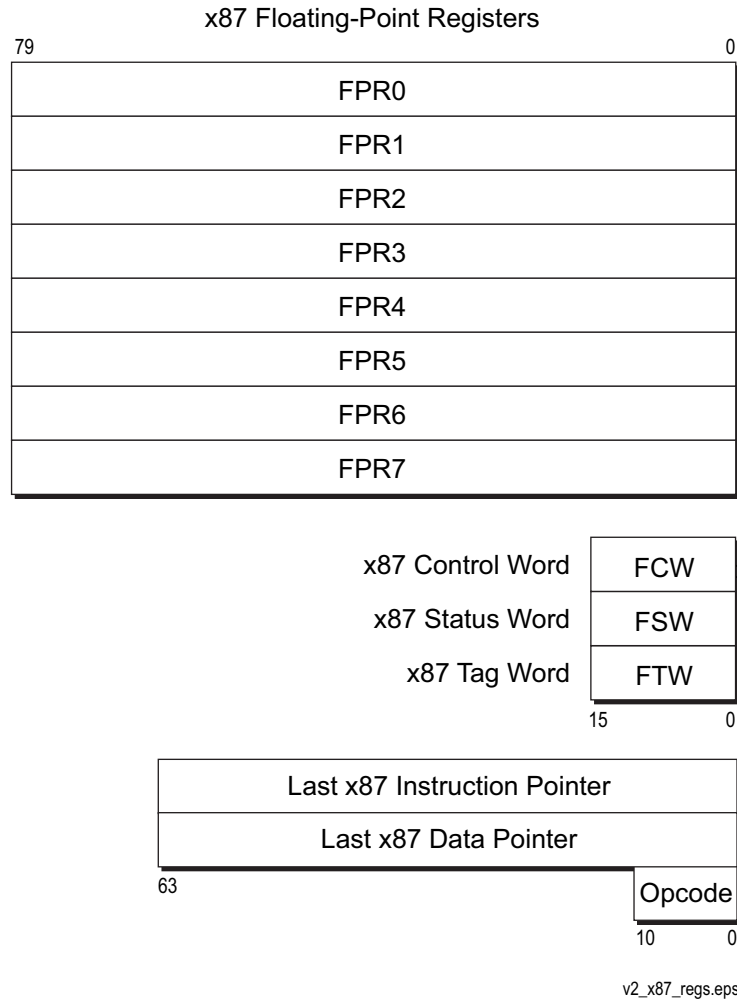 x87 Floating-Point Registers
79 0
FPR0
FPR1
FPR2
FPR3
FPR4
FPR5
FPR6
FPR7
x87 Control Word FCW
x87 Status Word FSW
x87 Tag Word FTW
15 0
Last x87 Instruction Pointer
Last x87 Data Pointer
63
Opcode
10 0
v2_x87_regs.eps